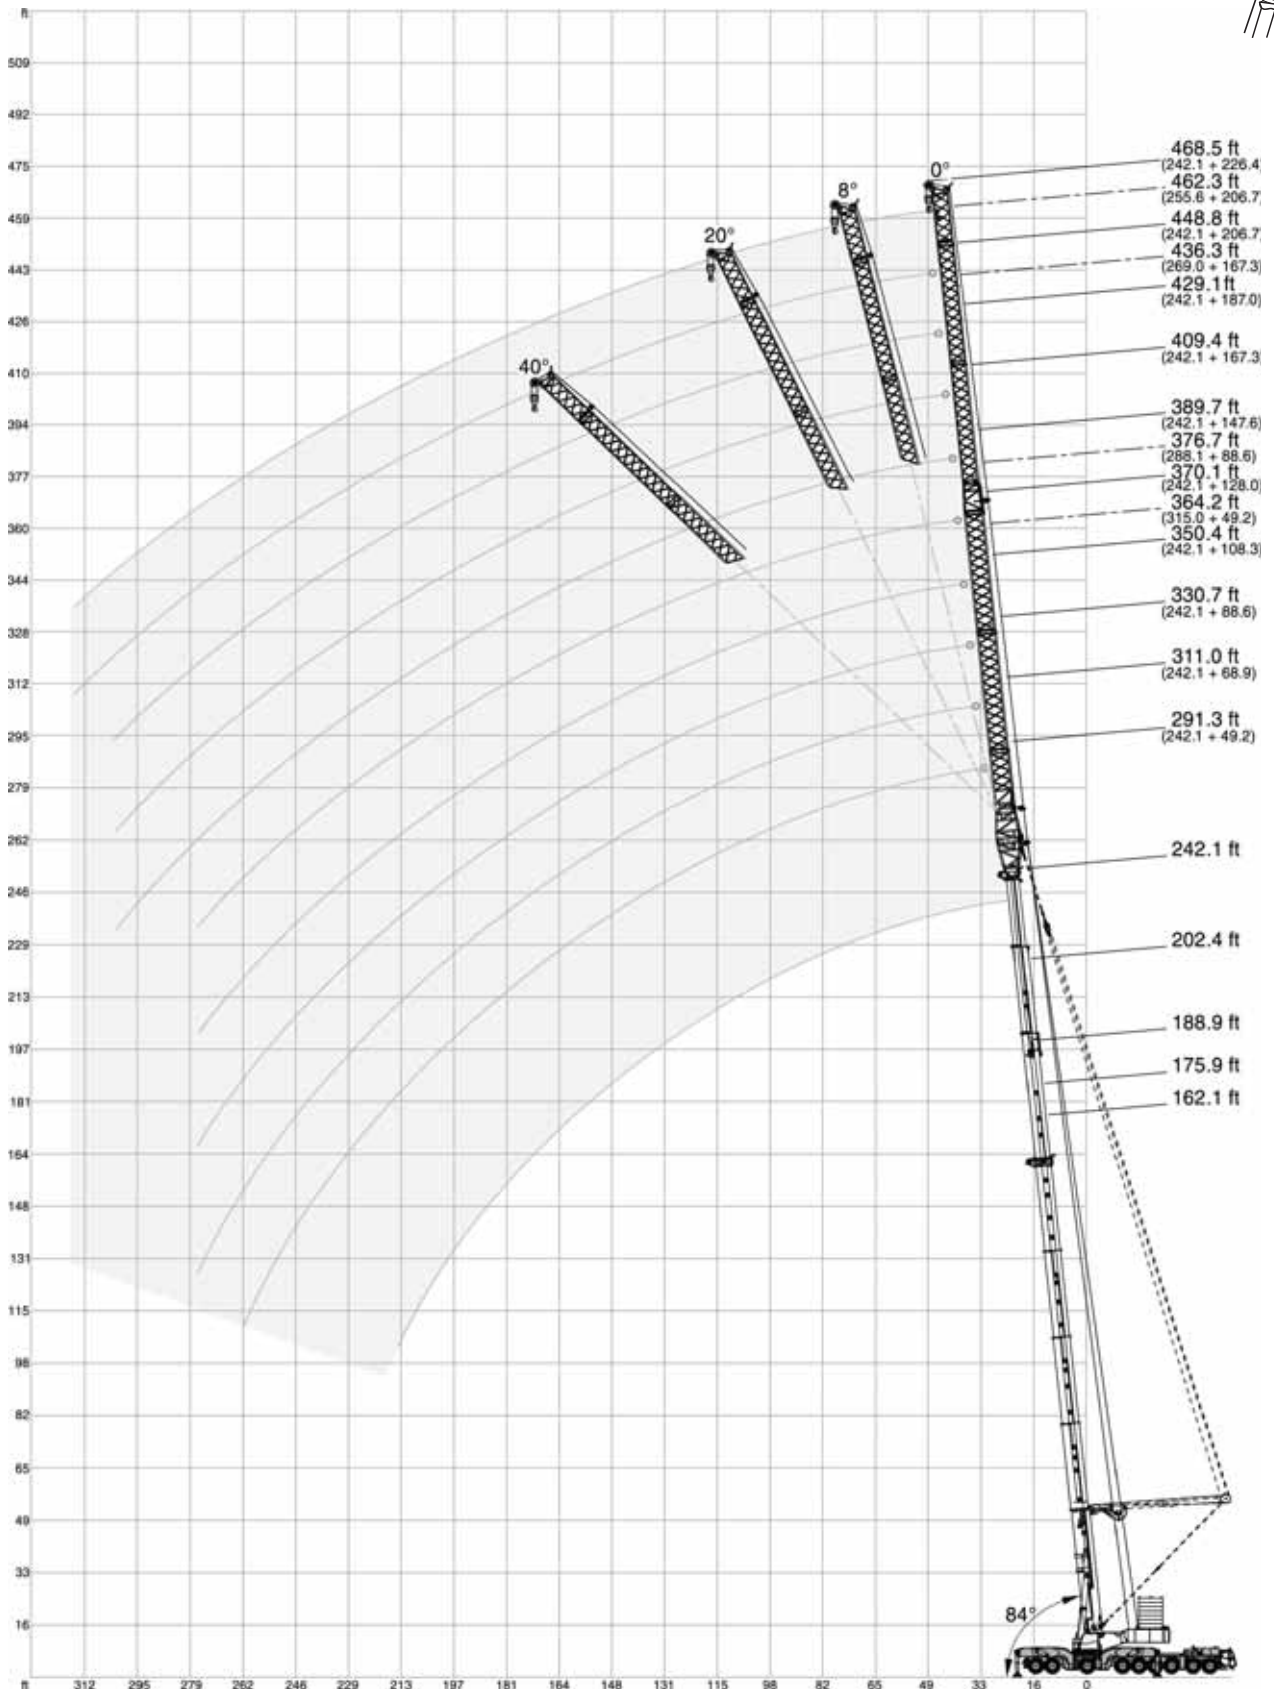 ft
509
492
475
459
443
426
410
394
377
360
344
328
312
295
279
262
246
229
213
197
181
164
148
131
115
98
82
65
49
33
16
40°
20°
8°
0°
468.5 ft
(242.1 + 226.4
462.3 ft
(255.6 + 206.7
448.8 ft
(242.1 + 206.7
436.3 ft
(269.0 + 167.3
429.1ft
(242.1 + 187.0
409.4 ft
(242.1 + 167.3
389.7 ft
(242.1 + 147.6
376.7 ft
(288.1 + 88.6)
370.1 ft
(242.1 + 128.0
364.2 ft
(315.0 + 49.2)
350.4 ft
(242.1 + 108.3
330.7 ft
(242.1 + 88.6)
311.0 ft
(242.1 + 68.9)
291.3 ft
(242.1 + 49.2)
242.1 ft
202.4 ft
188.9 ft
175.9 ft
162.1 ft
84°
ft 312 295 279 262 246 229 213 197 181 164 148 131 115 98 82 65 49 33 16 0